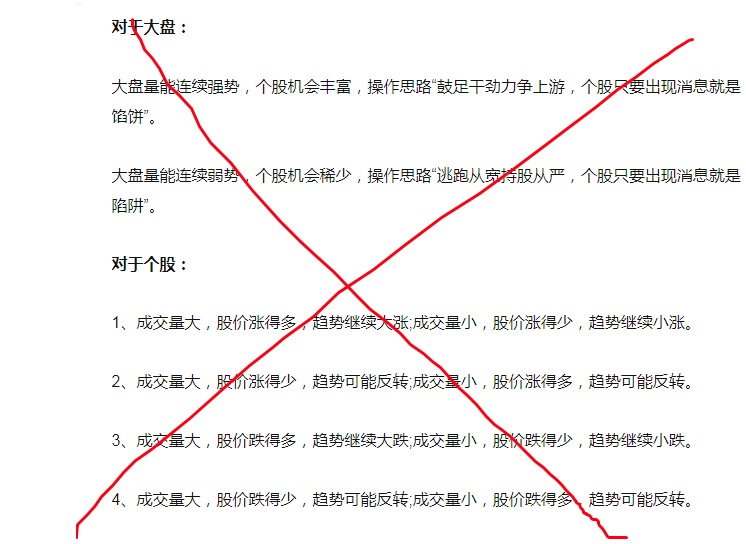 对于大盘：
大盘量能连续强势，个股机会丰富，操作思路“鼓足干劲力争上游，个股只要出现消息就是
馅饼”。
大盘量能连续弱势，个股机会稀少，操作思路“逃跑从宽持股从严，个股只要出现消息就是
陷阱”。
对于个股：
1、成交量大，股价涨得多，趋势继续大涨;成交量小，股价涨得少，趋势继续小涨。
2、成交量大，股价涨得少，趋势可能反转;成交量小，股价涨得多，趋势可能反转。
3、成交量大，股价跌得多，趋势继续大跌;成交量小，股价跌得少，趋势继续小跌。
4、成交量大，股价跌得少，趋势可能反转;成交量小，股价跌得多，趋势可能反转。